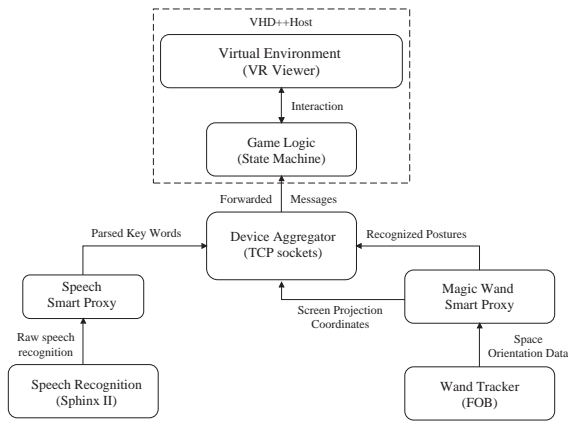 VHD++Host
Virtual Environment
(VR Viewer)
Interaction
Game Logic
(State Machine)
Forwarded Messages
Device Aggregator
(TCP sockets)
Parsed Key Words
Recognized Postures
Speech
Smart Proxy
Magic Wand
Smart Proxy
Screen Projection
Coordinates
Raw speech
recognition
Space
Orientation Data
Speech Recognition
(Sphinx II)
Wand Tracker
(FOB)